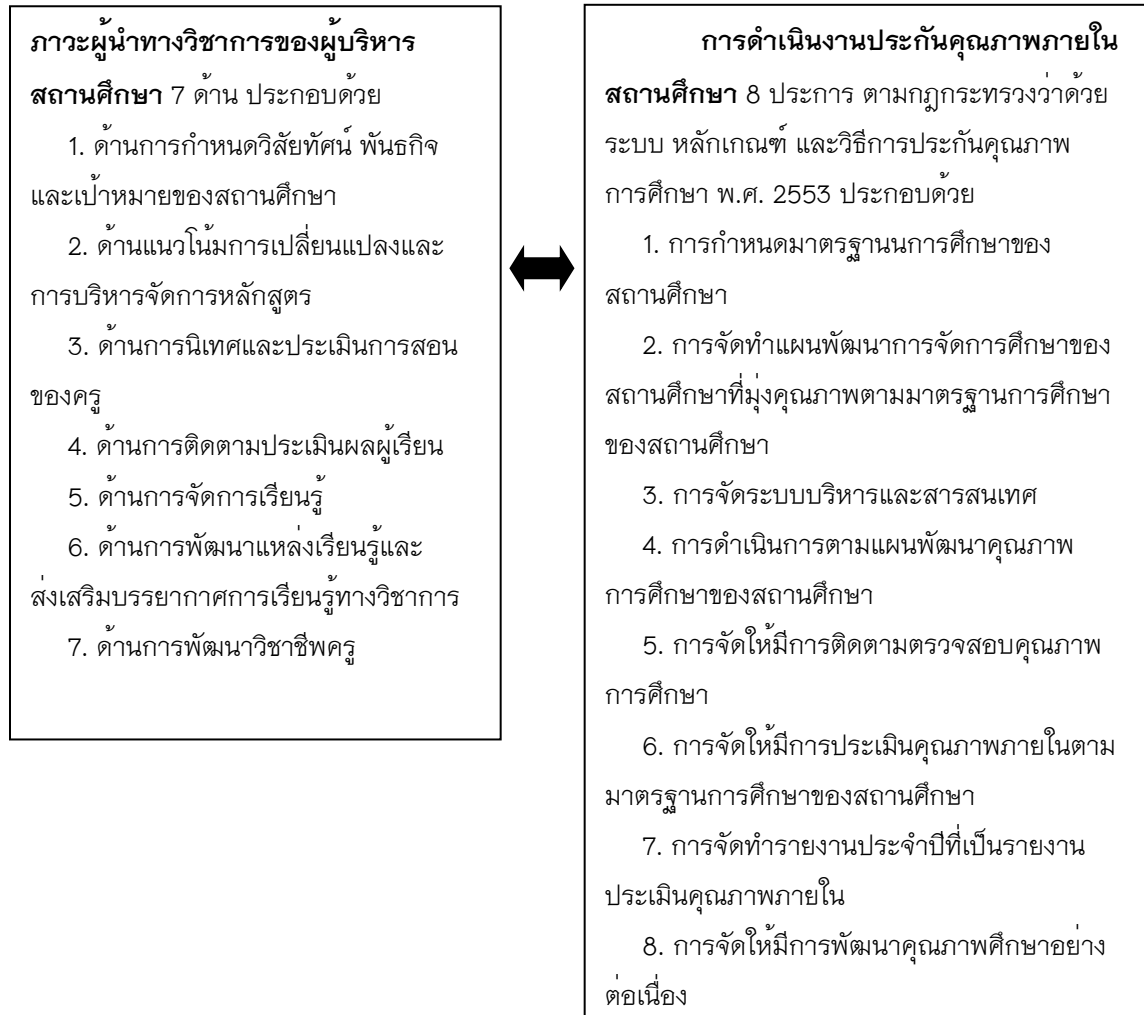 ภาวะผู้นำทางวิชาการของผู้บริหาร
สถานศึกษา 7 ด้าน ประกอบด้วย
1. ด้านการกำหนดวิสัยทัศน์ พันธกิจ
และเป้าหมายของสถานศึกษา
2. ด้านแนวโน้มการเปลี่ยนแปลงและ
การบริหารจัดการหลักสูตร
3. ด้านการนิเทศและประเมินการสอน
ของครู
4. ด้านการติดตามประเมินผลผู้เรียน
5. ด้านการจัดการเรียนรู้
6. ด้านการพัฒนาแหล่งเรียนรู้และ
ส่งเสริมบรรยากาศการเรียนรู้ทางวิชาการ
7. ด้านการพัฒนาวิชาชีพครู
การดำเนินงานประกันคุณภาพภายใน
สถานศึกษา 8 ประการ ตามกฎกระทรวงว่าด้วย
ระบบ หลักเกณฑ์ และวิธีการประกันคุณภาพ
การศึกษา พ.ศ. 2553 ประกอบด้วย
1. การกำหนดมาตรฐานนการศึกษาของ
สถานศึกษา
2. การจัดทำแผนพัฒนาการจัดการศึกษาของ
สถานศึกษาที่มุ่งคุณภาพตามมาตรฐานการศึกษา
ของสถานศึกษา
3. การจัดระบบบริหารและสารสนเทศ
4. การดำเนินการตามแผนพัฒนาคุณภาพ
การศึกษาของสถานศึกษา
5. การจัดให้มีการติดตามตรวจสอบคุณภาพ
การศึกษา
6. การจัดให้มีการประเมินคุณภาพภายในตาม
มาตรฐานการศึกษาของสถานศึกษา
7. การจัดทำรายงานประจำปีที่เป็นรายงาน
ประเมินคุณภาพภายใน
8. การจัดให้มีการพัฒนาคุณภาพศึกษาอย่าง
ต่อเนื่อง